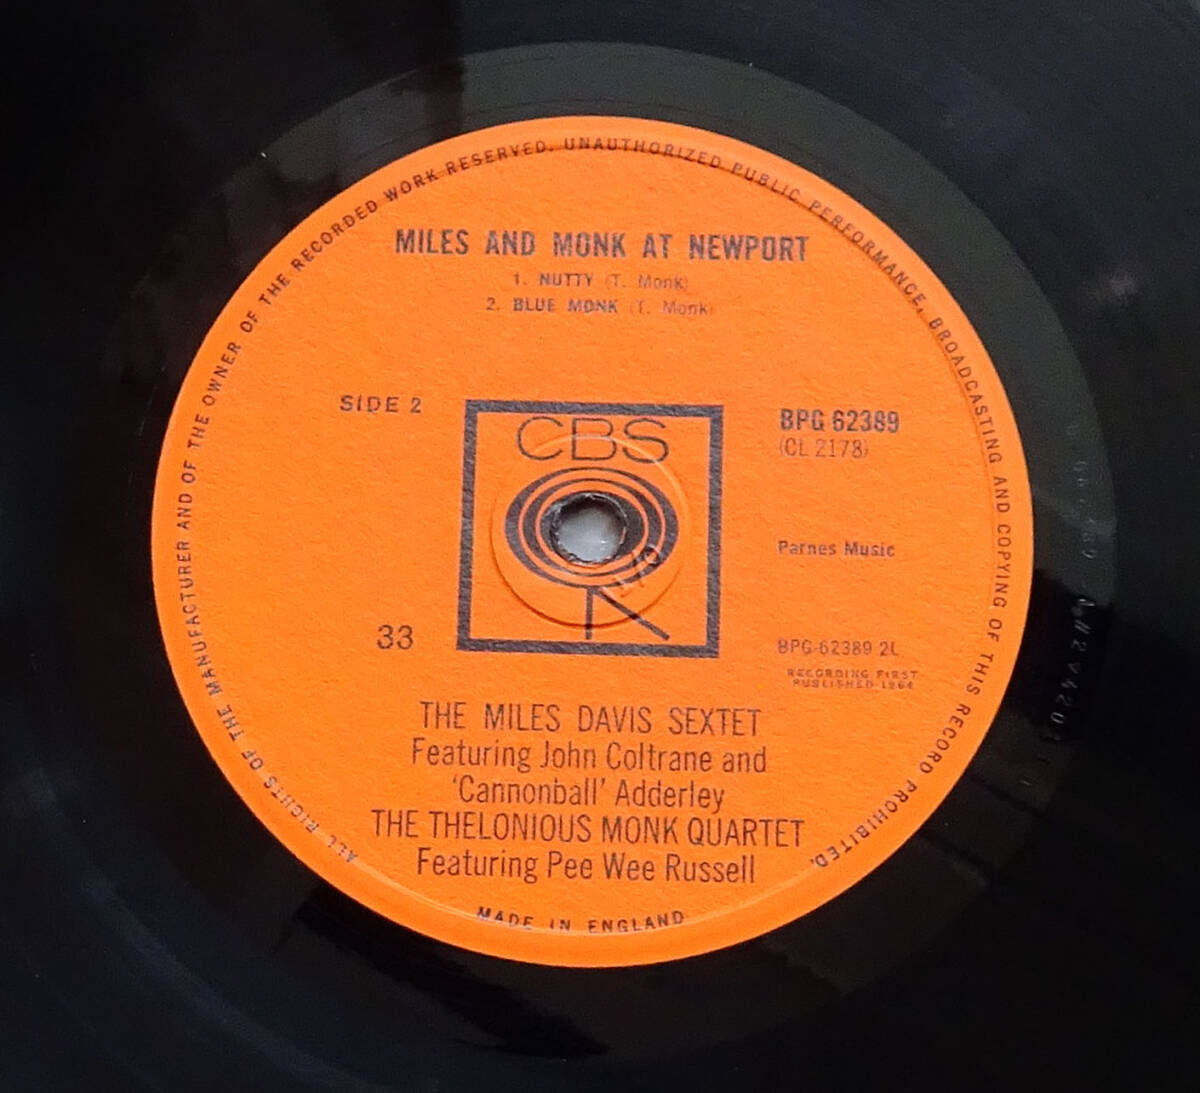 ALL RIGHTS OF THE MANUFACTURER AND OF THE OWNER OF THE RECORDED WORK RESERVED. UNAUTHORIZED PUBLIC PERFORMANCE, BROADCASTING AND COPYING OF THIS RECORD PROHIBITED.
MILES AND MONK AT NEWPORT
1. NUTTY (T. Monk)
2. BLUE MONK (T. Monk)
SIDE 2
CBS
BPG 62389
(CL 2178)
Parnes Music
33
BPG-62389 2L
RECORDING FIRST
PUBLISHED-1964
THE MILES DAVIS SEXTET
Featuring John Coltrane and
'Cannonball' Adderley
THE THELONIOUS MONK QUARTET
Featuring Pee Wee Russell
MADE IN ENGLAND